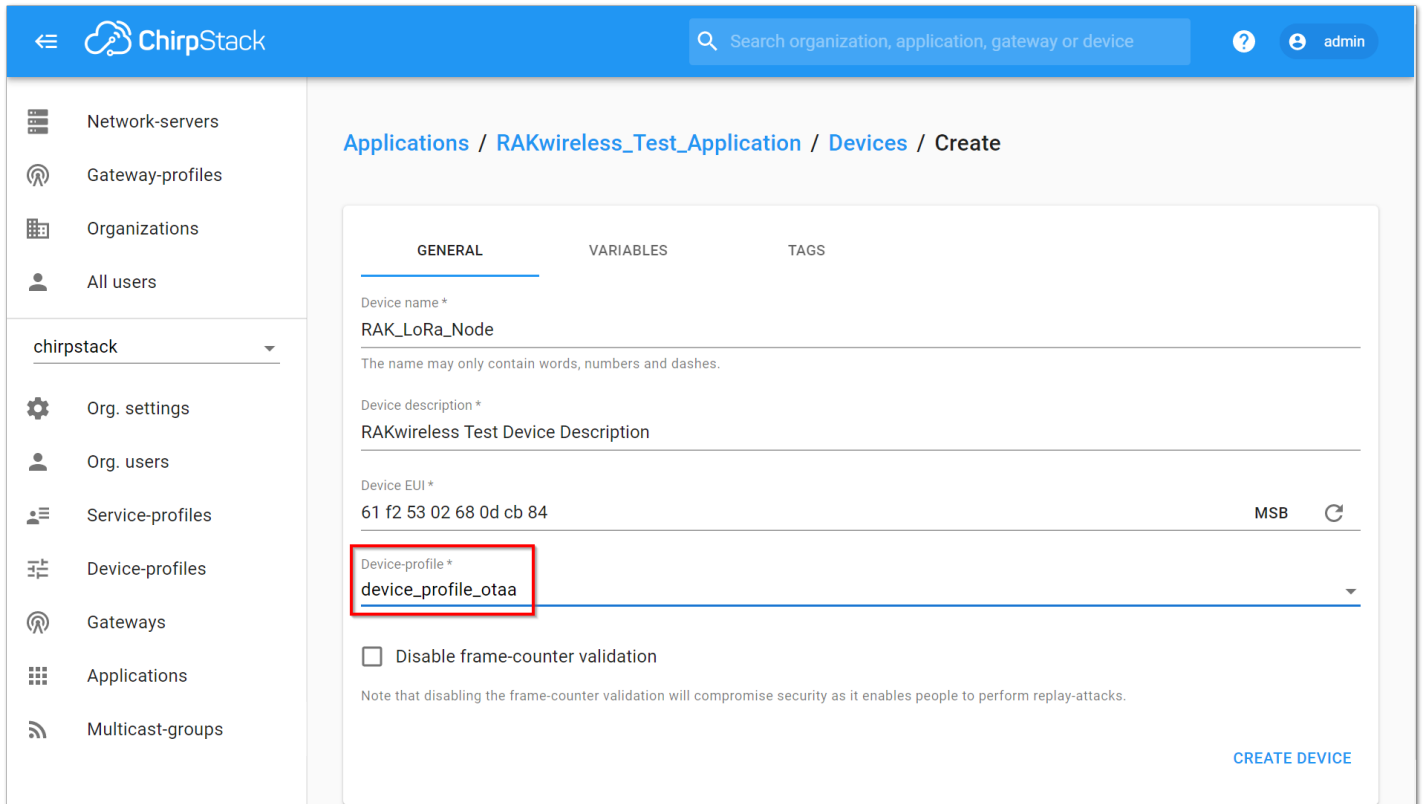 ChirpStack
Search organization, application, gateway or device
? admin
Network-servers
Gateway-profiles
Organizations
All users
chirpstack
Org. settings
Org. users
Service-profiles
Device-profiles
Gateways
Applications
Multicast-groups
Applications / RAKwireless_Test_Application / Devices / Create
GENERAL VARIABLES TAGS
Device name *
RAK_LoRa_Node
The name may only contain words, numbers and dashes.
Device description *
RAKwireless Test Device Description
Device EUI *
61 f2 53 02 68 0d cb 84 MSB
Device-profile *
device_profile_otaa
Disable frame-counter validation
Note that disabling the frame-counter validation will compromise security as it enables people to perform replay-attacks.
CREATE DEVICE